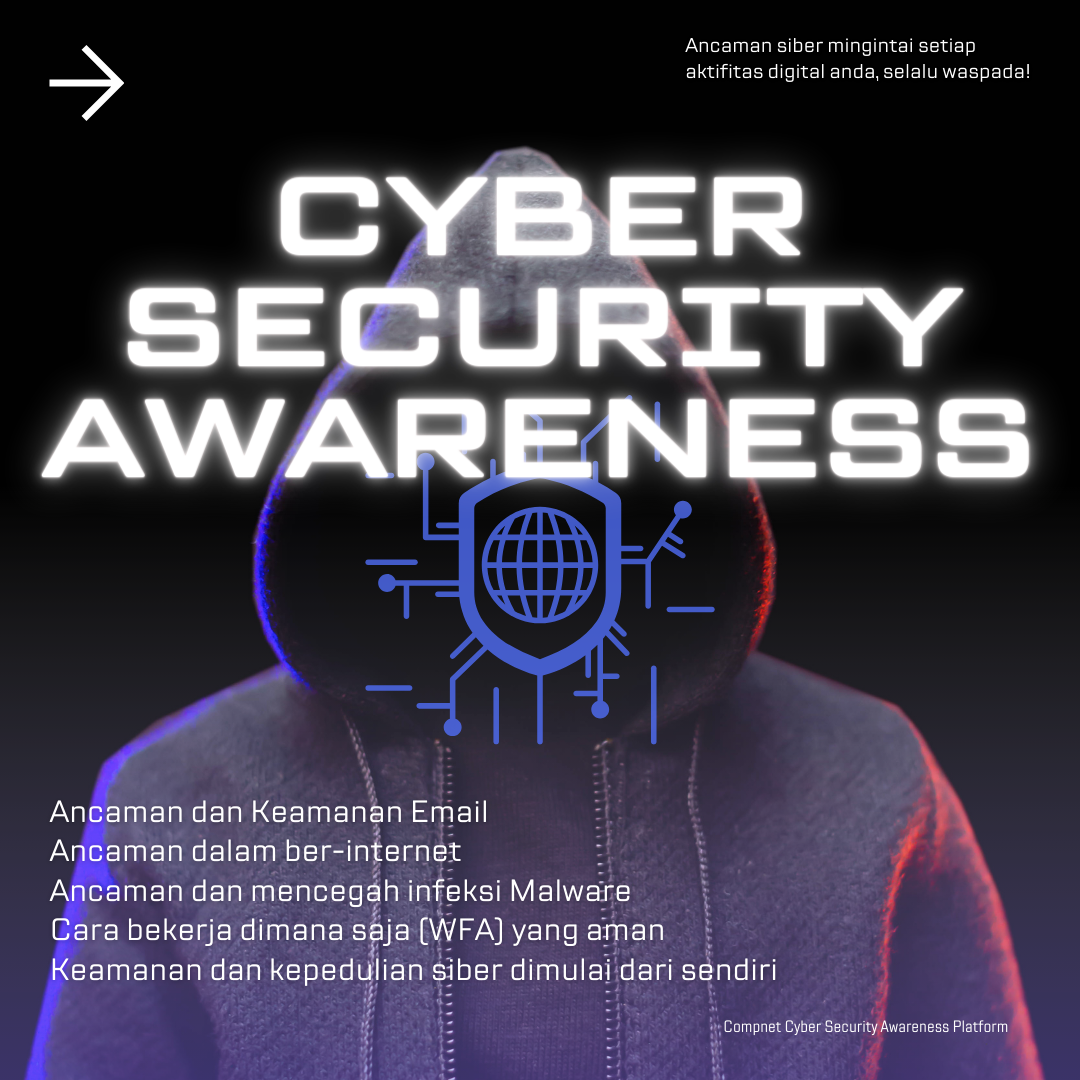 Ancaman siber mingintai setiap
aktifitas digital anda, selalu waspada!
CYBER
SECURITY
AWARENESS
Ancaman dan Keamanan Email
Ancaman dalam ber-internet
Ancaman dan mencegah infeksi Malware
Cara bekerja dimana saja (WFA) yang aman
Keamanan dan kepedulian siber dimulai dari sendiri
Compnet Cyber Security Awareness Platform